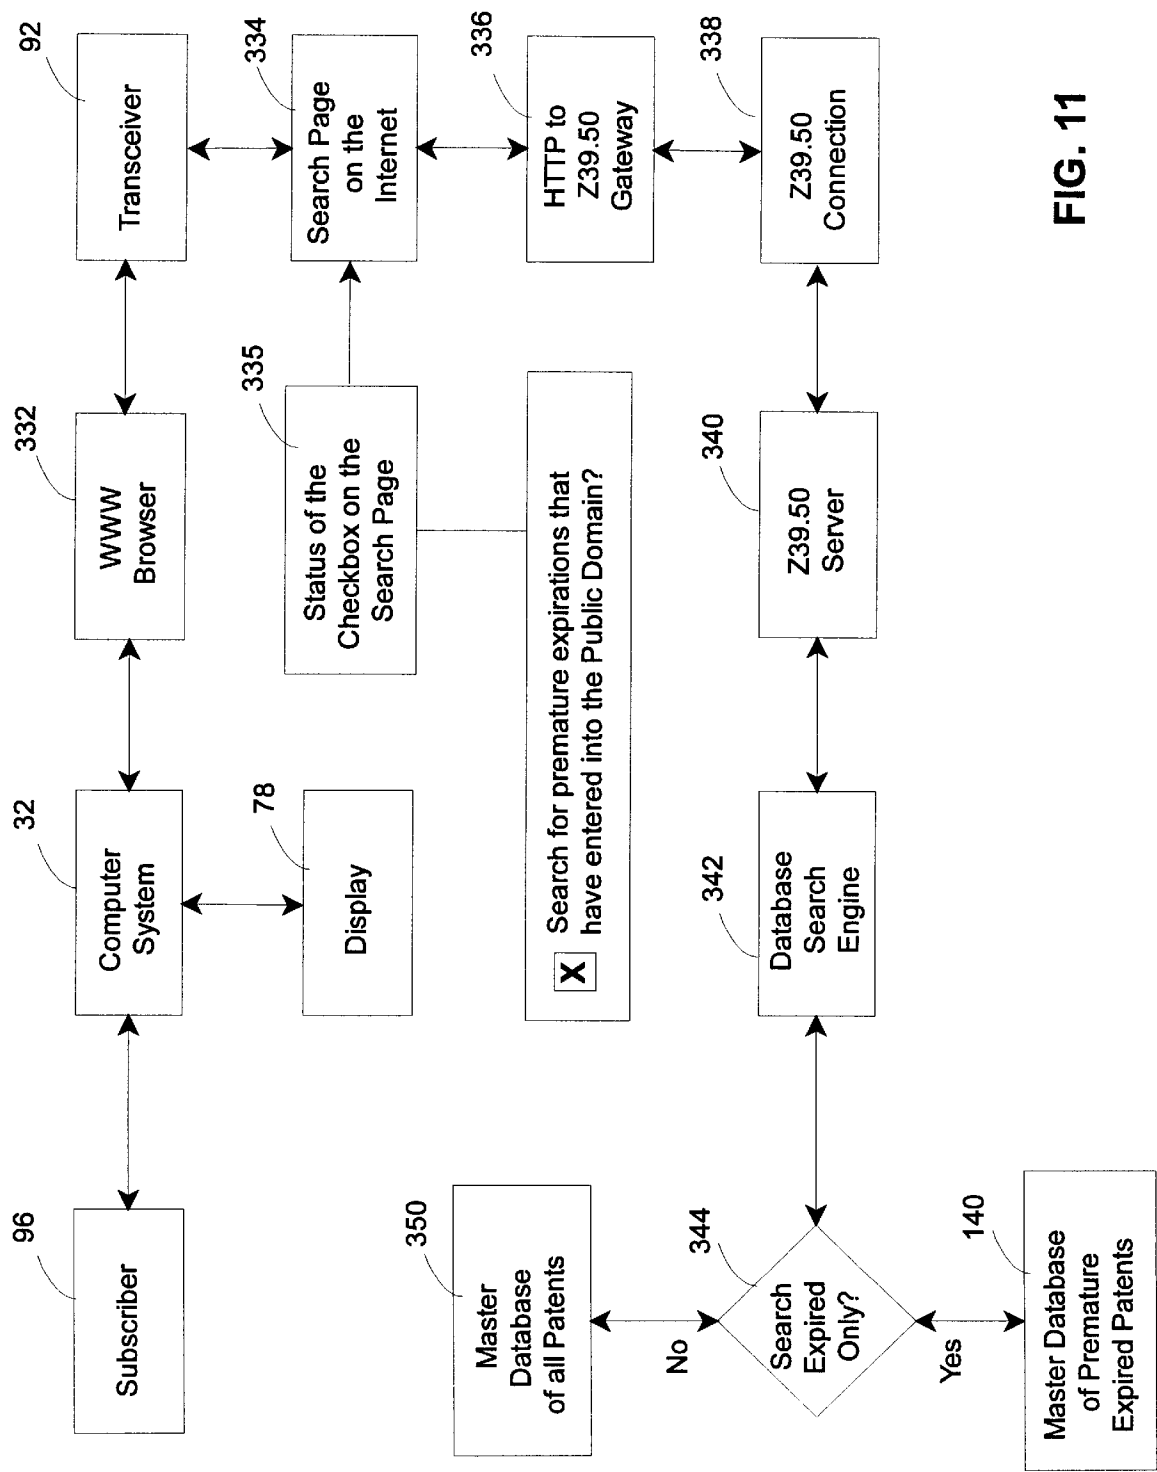 96
Subscriber
32
Computer
System
332
WWW
Browser
92
Transceiver
78
Display
335
Status of the
Checkbox on the
Search Page
334
Search Page
on the
Internet
X
Search for premature expirations that
have entered into the Public Domain?
336
HTTP to
Z39.50
Gateway
350
Master
Database
of all Patents
No
344
Search
Expired
Only?
Yes
140
Master Database
of Premature
Expired Patents
342
Database
Search
Engine
340
Z39.50
Server
338
Z39.50
Connection
FIG. 11